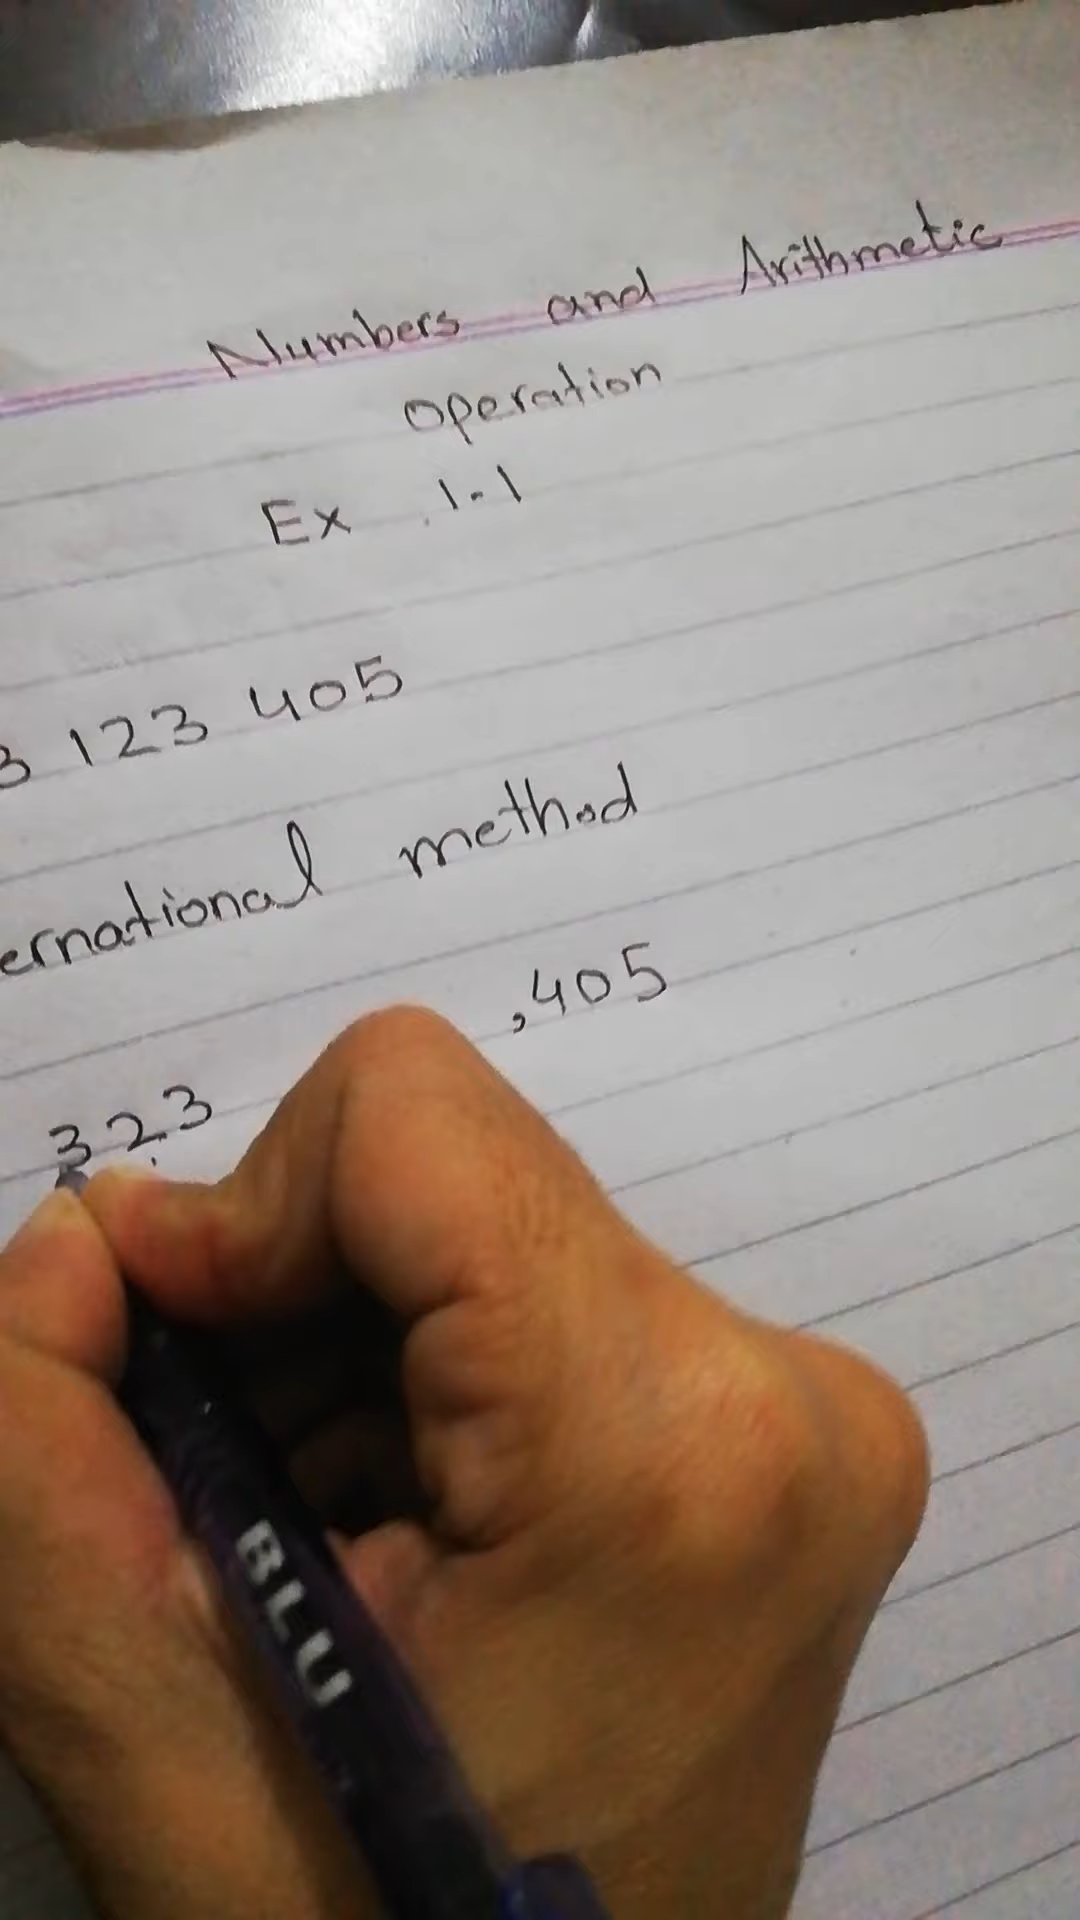 Numbers and Arithmetic
operation
Ex 1-1
3 123 405
ernational method
,405
323
BLU